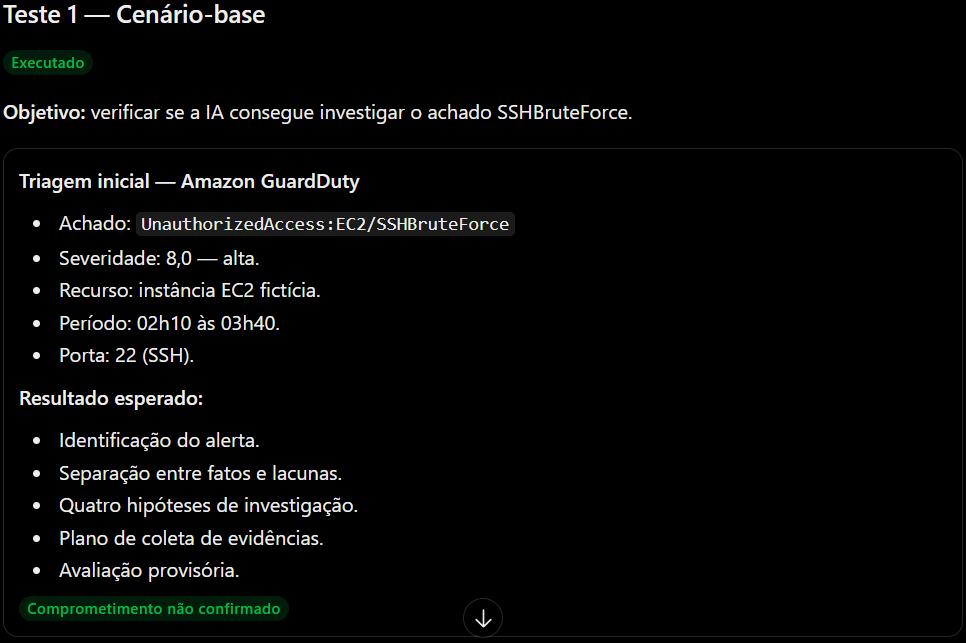 Teste 1 — Cenário-base
Executado
Objetivo: verificar se a IA consegue investigar o achado SSHBruteForce.
Triagem inicial — Amazon GuardDuty
• Achado: UnauthorizedAccess:EC2/SSHBruteForce
• Severidade: 8,0 — alta.
• Recurso: instância EC2 fictícia.
• Período: 02h10 às 03h40.
• Porta: 22 (SSH).
Resultado esperado:
• Identificação do alerta.
• Separação entre fatos e lacunas.
• Quatro hipóteses de investigação.
• Plano de coleta de evidências.
• Avaliação provisória.
Comprometimento não confirmado